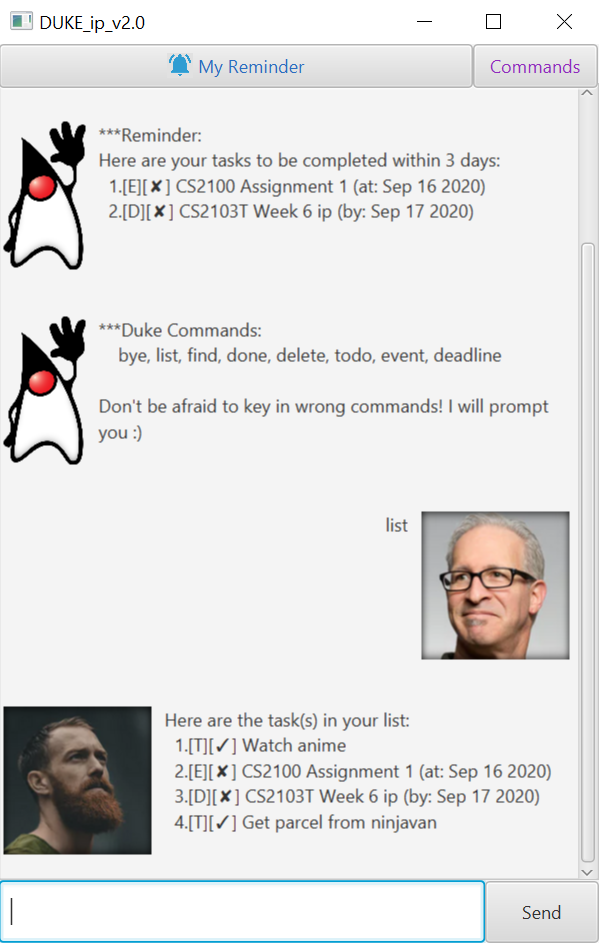 DUKE_ip_v2.0
My Reminder
Commands
***Reminder:
Here are your tasks to be completed within 3 days:
1.[E][✘] CS2100 Assignment 1 (at: Sep 16 2020)
2.[D][✘] CS2103T Week 6 ip (by: Sep 17 2020)
***Duke Commands:
bye, list, find, done, delete, todo, event, deadline
Don't be afraid to key in wrong commands! I will prompt
you :)
list
Here are the task(s) in your list:
1.[T][✓] Watch anime
2.[E][✘] CS2100 Assignment 1 (at: Sep 16 2020)
3.[D][✘] CS2103T Week 6 ip (by: Sep 17 2020)
4.[T][✓] Get parcel from ninjavan
Send